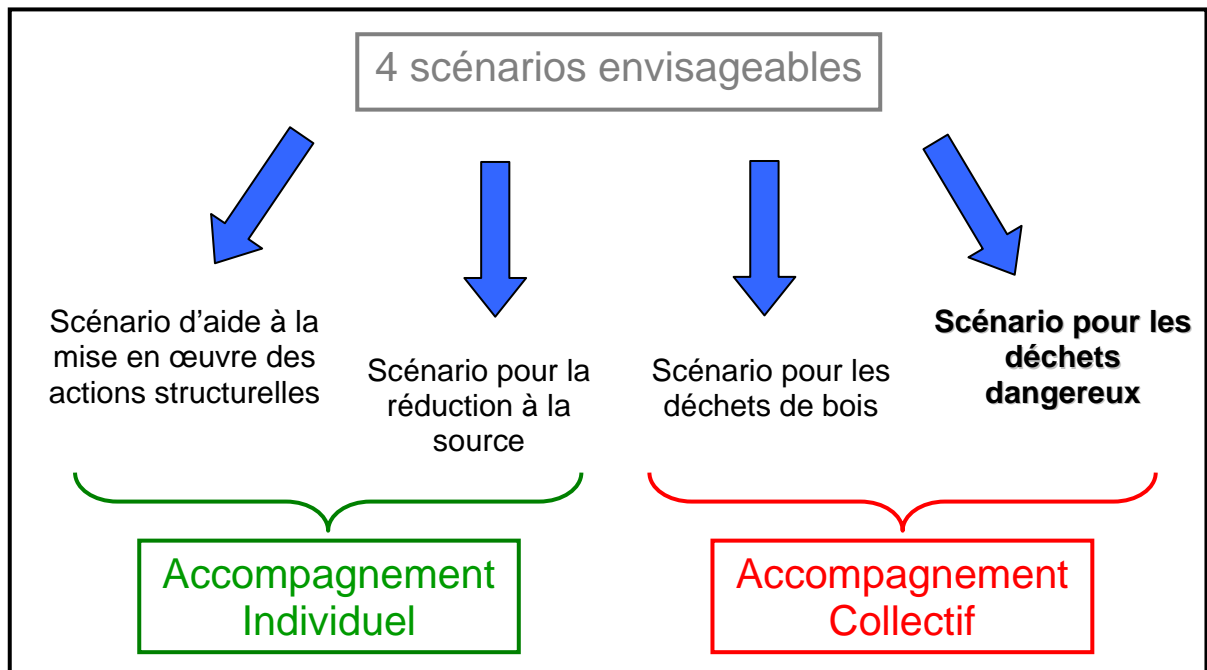 4 scénarios envisageables
Scénario d’aide à la
mise en œuvre des
actions structurelles
Scénario pour la
réduction à la
source
Scénario pour les
déchets de bois
Scénario pour les
déchets
dangereux
Accompagnement
Individuel
Accompagnement
Collectif